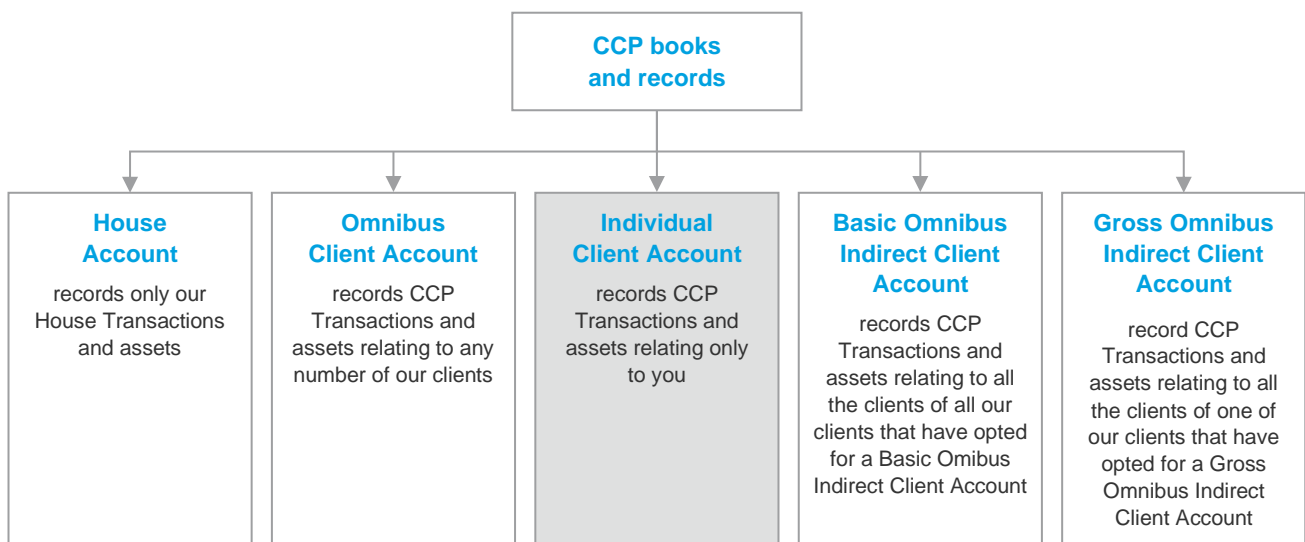 CCP books
and records
House
Account
records only our
House Transactions
and assets
Omnibus
Client Account
records CCP
Transactions and
assets relating to any
number of our clients
Individual
Client Account
records CCP
Transactions and
assets relating only
to you
Basic Omnibus
Indirect Client
Account
records CCP
Transactions and
assets relating to all
the clients of all our
clients that have opted
for a Basic Omibus
Indirect Client Account
Gross Omnibus
Indirect Client
Account
record CCP
Transactions and
assets relating to all
the clients of one of
our clients that have
opted for a Gross
Omnibus Indirect
Client Account